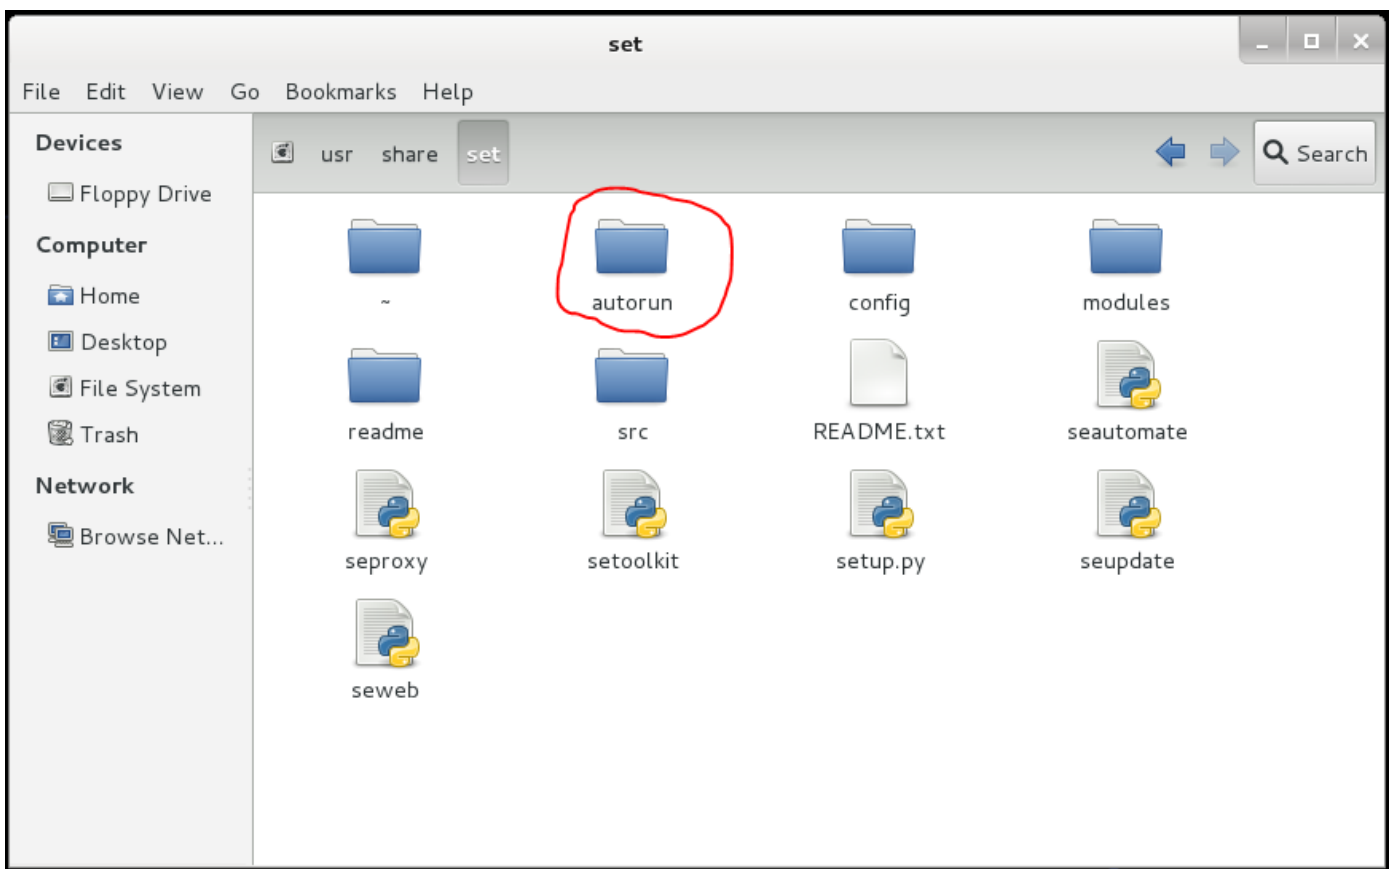 set
File Edit View Go Bookmarks Help
Devices
Floppy Drive
Computer
Home
Desktop
File System
Trash
Network
Browse Net...
usr share set
Search
~ autorun config modules
readme src README.txt seautomate
seproxy setoolkit setup.py seupdate
seweb